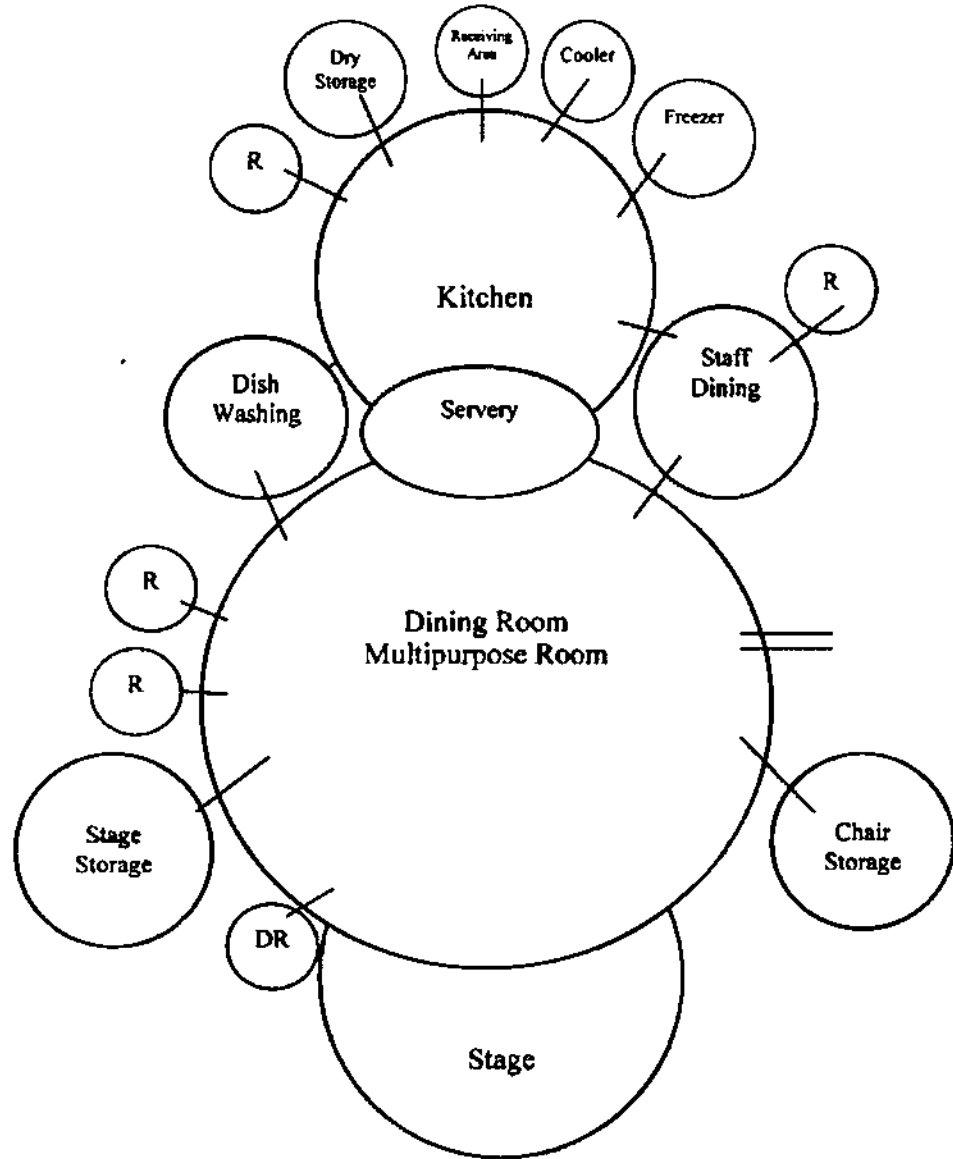 Receiving
Area
Dry
Storage
Cooler
Freezer
R
R
Kitchen
Staff
Dining
Dish
Washing
Servery
R
Dining Room
Multipurpose Room
R
Stage
Storage
Chair
Storage
DR
Stage